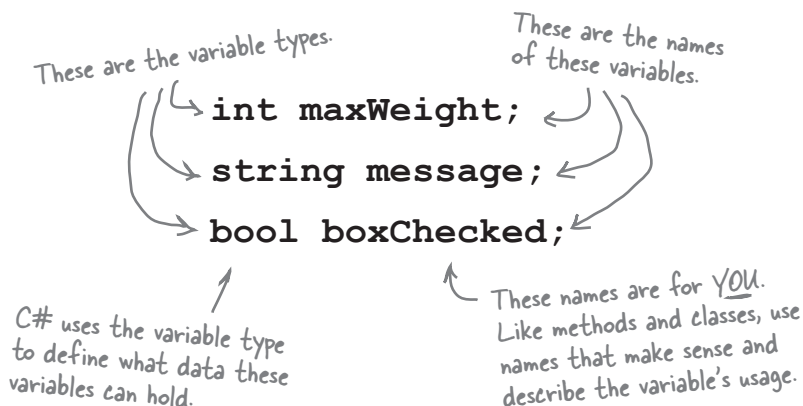 These are the variable types.
These are the names
of these variables.
int maxWeight;
string message;
bool boxChecked;
C# uses the variable type
to define what data these
variables can hold.
These names are for YOU.
Like methods and classes, use
names that make sense and
describe the variable's usage.